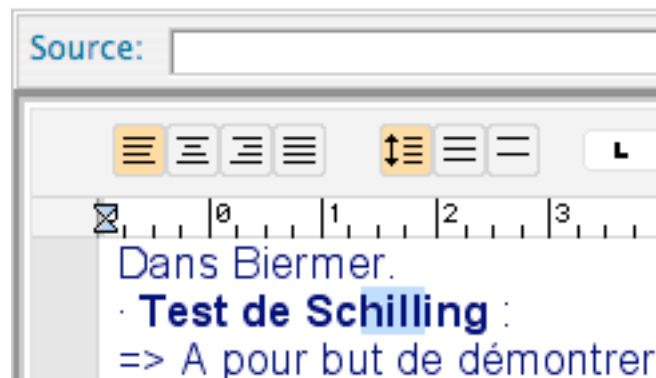 Source:
L
0 1 2 3
Dans Biermer.
· Test de Schilling :
=> A pour but de démontrer